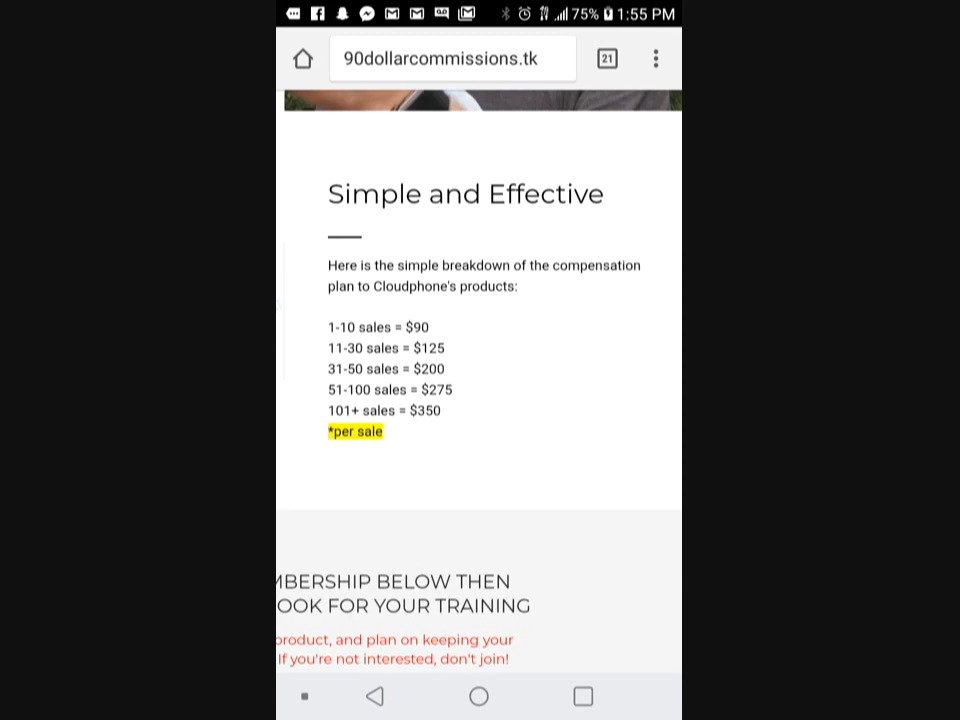 75% 1:55 PM
90dollarcommissions.tk
21
Simple and Effective
Here is the simple breakdown of the compensation
plan to Cloudphone's products:
1-10 sales = $90
11-30 sales = $125
31-50 sales = $200
51-100 sales = $275
101+ sales = $350
*per sale
MBERSHIP BELOW THEN
OOK FOR YOUR TRAINING
product, and plan on keeping your
If you're not interested, don't join!